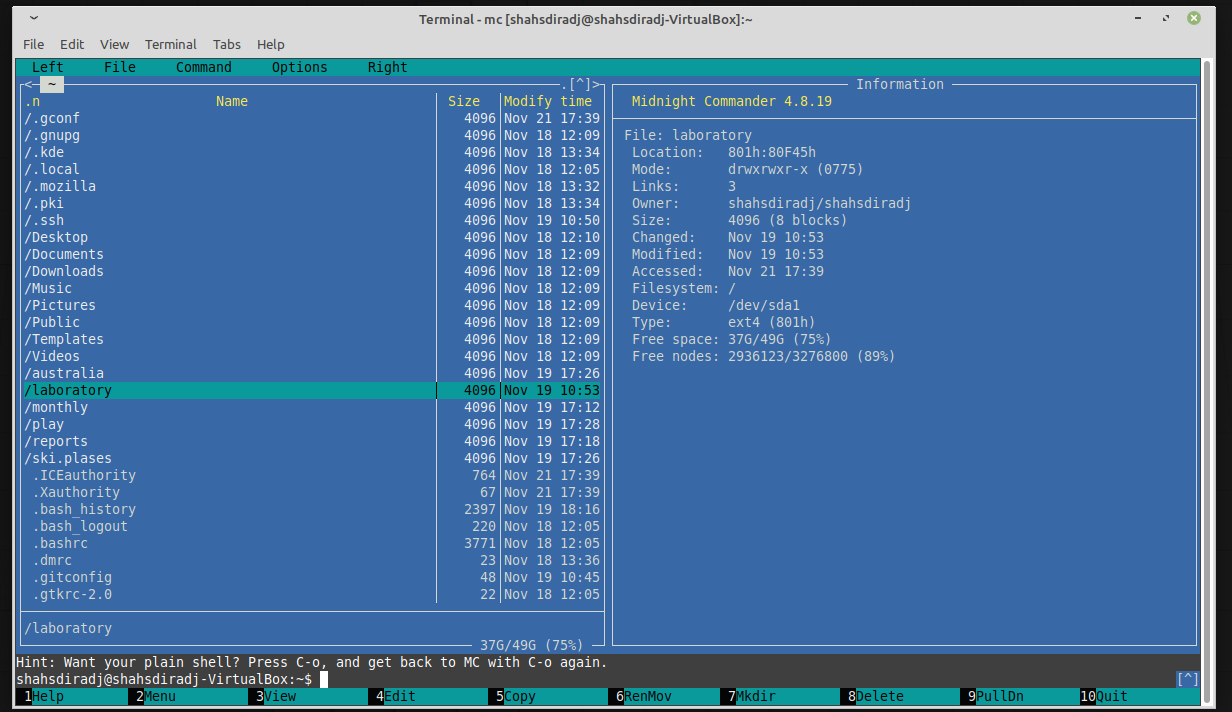 Terminal - mc [shahsdiradj@shahsdiradj-VirtualBox]:~
File Edit View Terminal Tabs Help
Left File Command Options Right
<─ ~ ─.[^]>
.n Name Size Modify time
/.gconf 4096 Nov 21 17:39
/.gnupg 4096 Nov 18 12:09
/.kde 4096 Nov 18 13:34
/.local 4096 Nov 18 12:05
/.mozilla 4096 Nov 18 13:32
/.pki 4096 Nov 18 13:34
/.ssh 4096 Nov 19 10:50
/Desktop 4096 Nov 18 12:10
/Documents 4096 Nov 18 12:09
/Downloads 4096 Nov 18 12:09
/Music 4096 Nov 18 12:09
/Pictures 4096 Nov 18 12:09
/Public 4096 Nov 18 12:09
/Templates 4096 Nov 18 12:09
/Videos 4096 Nov 18 12:09
/australia 4096 Nov 19 17:26
/laboratory 4096 Nov 19 10:53
/monthly 4096 Nov 19 17:12
/play 4096 Nov 19 17:28
/reports 4096 Nov 19 17:18
/ski.plases 4096 Nov 19 17:26
.ICEauthority 764 Nov 21 17:39
.Xauthority 67 Nov 21 17:39
.bash_history 2397 Nov 19 18:16
.bash_logout 220 Nov 18 12:05
.bashrc 3771 Nov 18 12:05
.dmrc 23 Nov 18 13:36
.gitconfig 48 Nov 19 10:45
.gtkrc-2.0 22 Nov 18 12:05
/laboratory
37G/49G (75%)
Information
Midnight Commander 4.8.19
File: laboratory
Location: 801h:80F45h
Mode: drwxrwxr-x (0775)
Links: 3
Owner: shahsdiradj/shahsdiradj
Size: 4096 (8 blocks)
Changed: Nov 19 10:53
Modified: Nov 19 10:53
Accessed: Nov 21 17:39
Filesystem: /
Device: /dev/sda1
Type: ext4 (801h)
Free space: 37G/49G (75%)
Free nodes: 2936123/3276800 (89%)
Hint: Want your plain shell? Press C-o, and get back to MC with C-o again.
shahsdiradj@shahsdiradj-VirtualBox:~$ [^]
1Help 2Menu 3View 4Edit 5Copy 6RenMov 7Mkdir 8Delete 9PullDn 10Quit